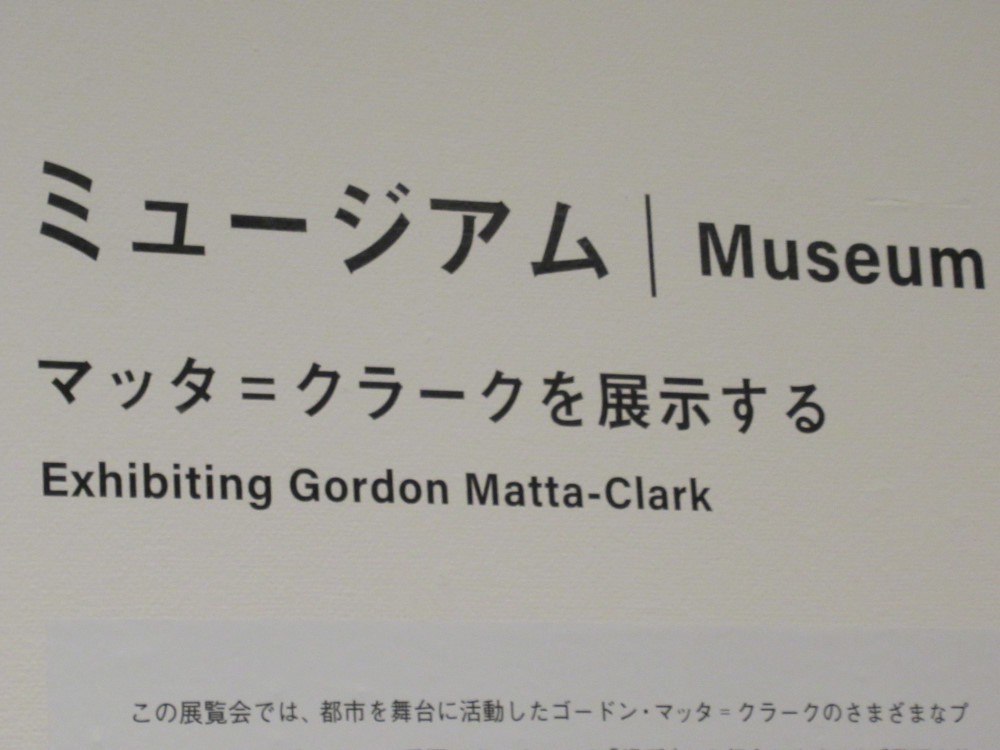 ミュージアム | Museum
マッタ＝クラークを展示する
Exhibiting Gordon Matta-Clark
この展覧会では、都市を舞台に活動したゴードン・マッタ＝クラークのさまざまなプ